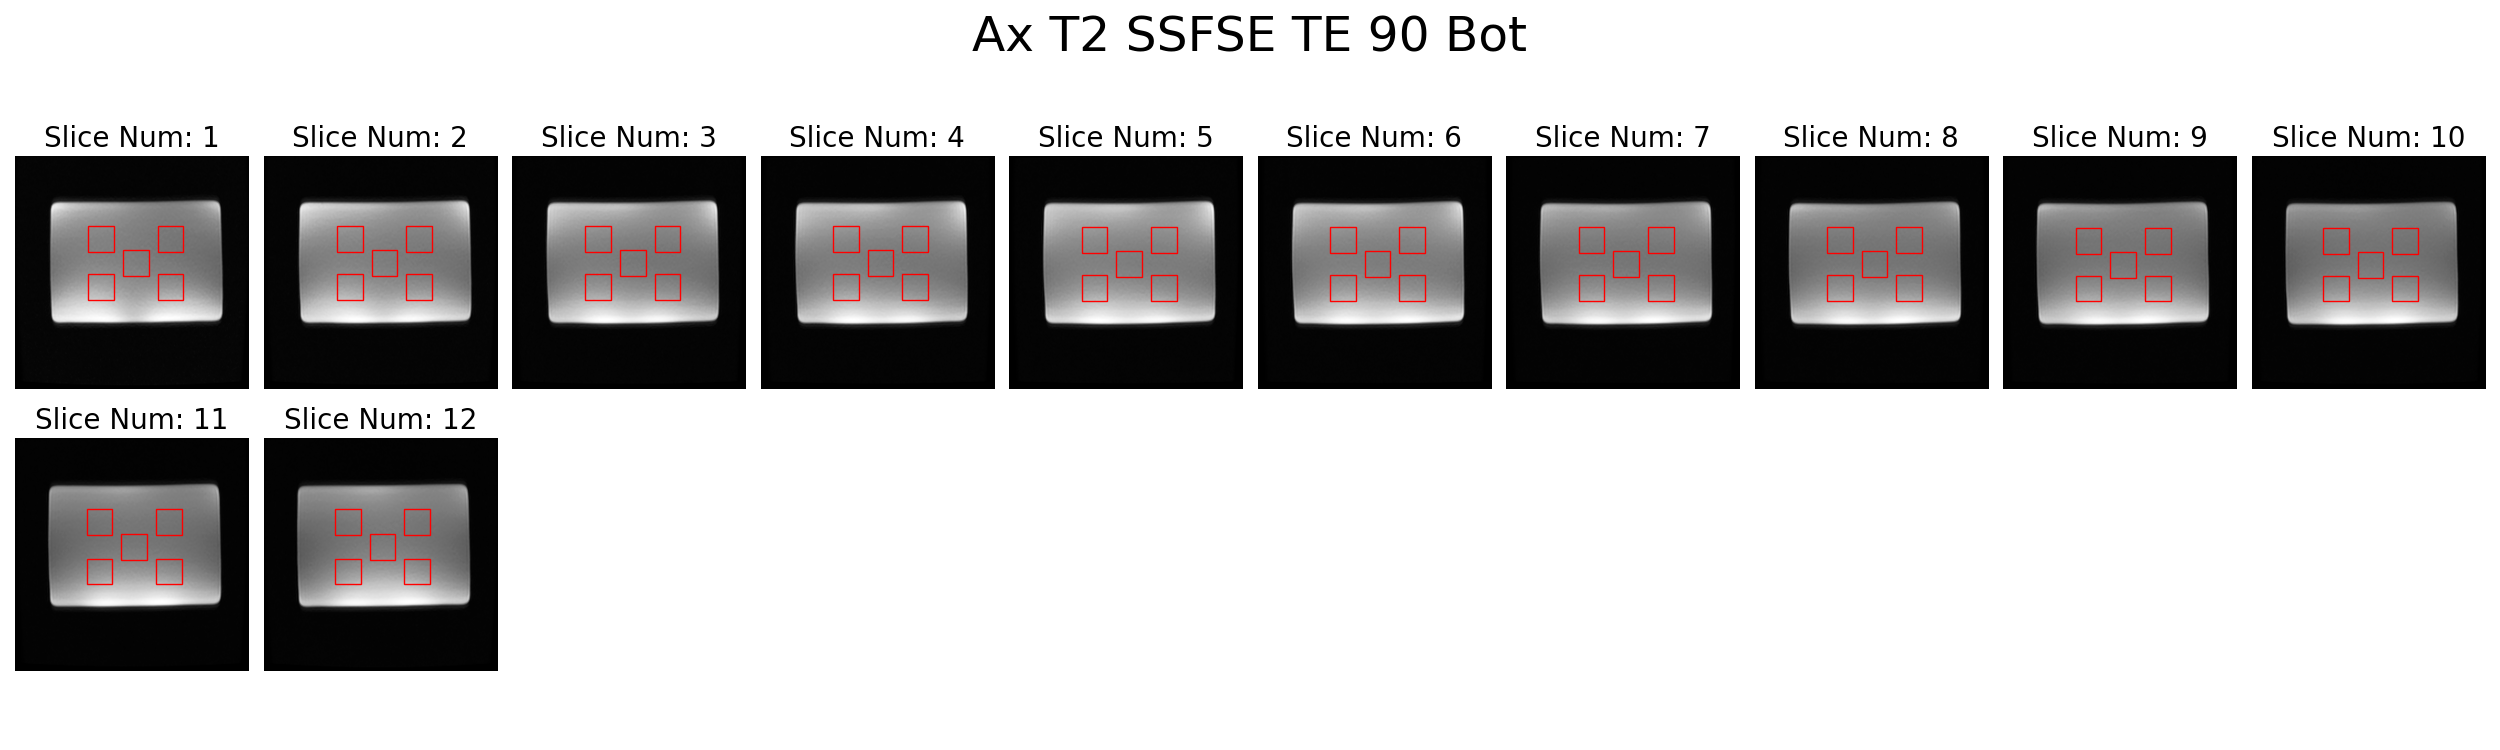 Ax T2 SSFSE TE 90 Bot
Slice Num: 1
Slice Num: 2
Slice Num: 3
Slice Num: 4
Slice Num: 5
Slice Num: 6
Slice Num: 7
Slice Num: 8
Slice Num: 9
Slice Num: 10
Slice Num: 11
Slice Num: 12